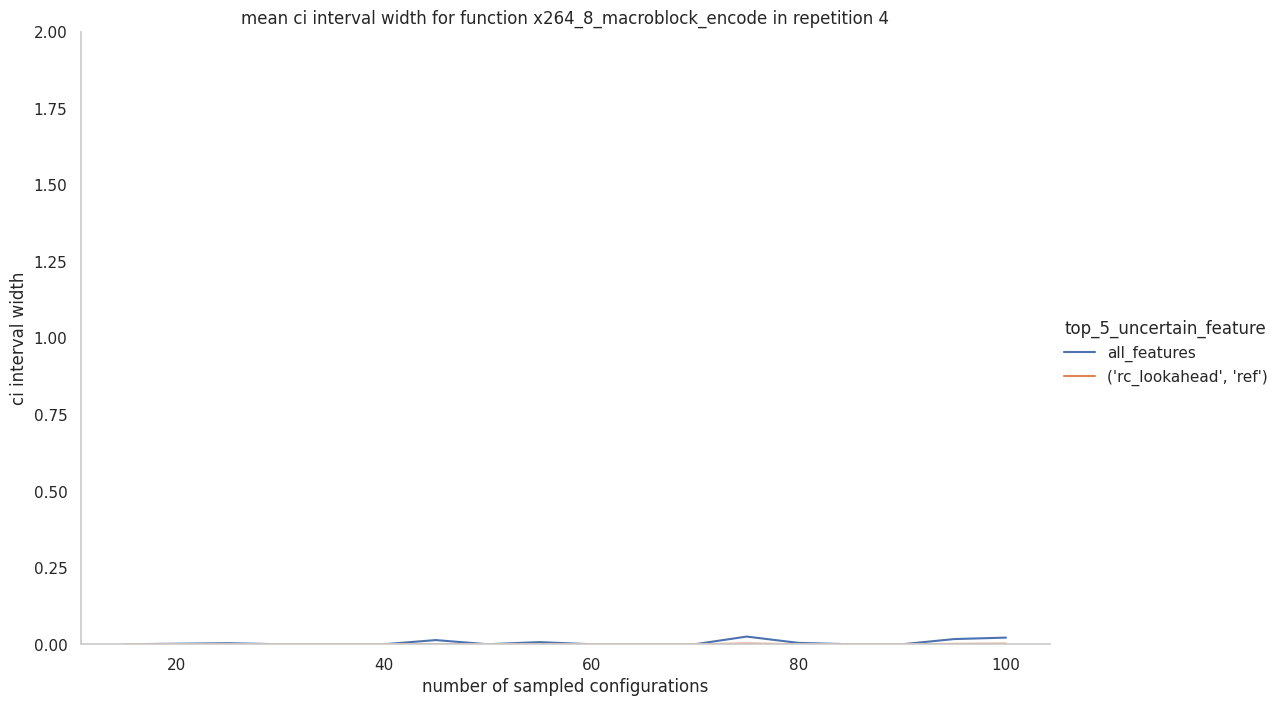 mean ci interval width for function x264_8_macroblock_encode in repetition 4
2.00
1.75
1.50
1.25
1.00
0.75
0.50
0.25
0.00
ci interval width
20
40
60
80
100
number of sampled configurations
top_5_uncertain_feature
all_features
('rc_lookahead', 'ref')